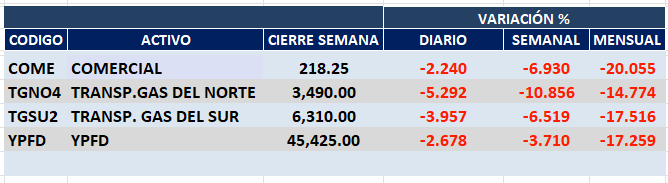 VARIACIÓN %
CODIGO ACTIVO CIERRE SEMANA DIARIO SEMANAL MENSUAL
COME COMERCIAL 218.25 -2.240 -6.930 -20.055
TGNO4 TRANSP.GAS DEL NORTE 3,490.00 -5.292 -10.856 -14.774
TGSU2 TRANSP. GAS DEL SUR 6,310.00 -3.957 -6.519 -17.516
YPFD YPFD 45,425.00 -2.678 -3.710 -17.259